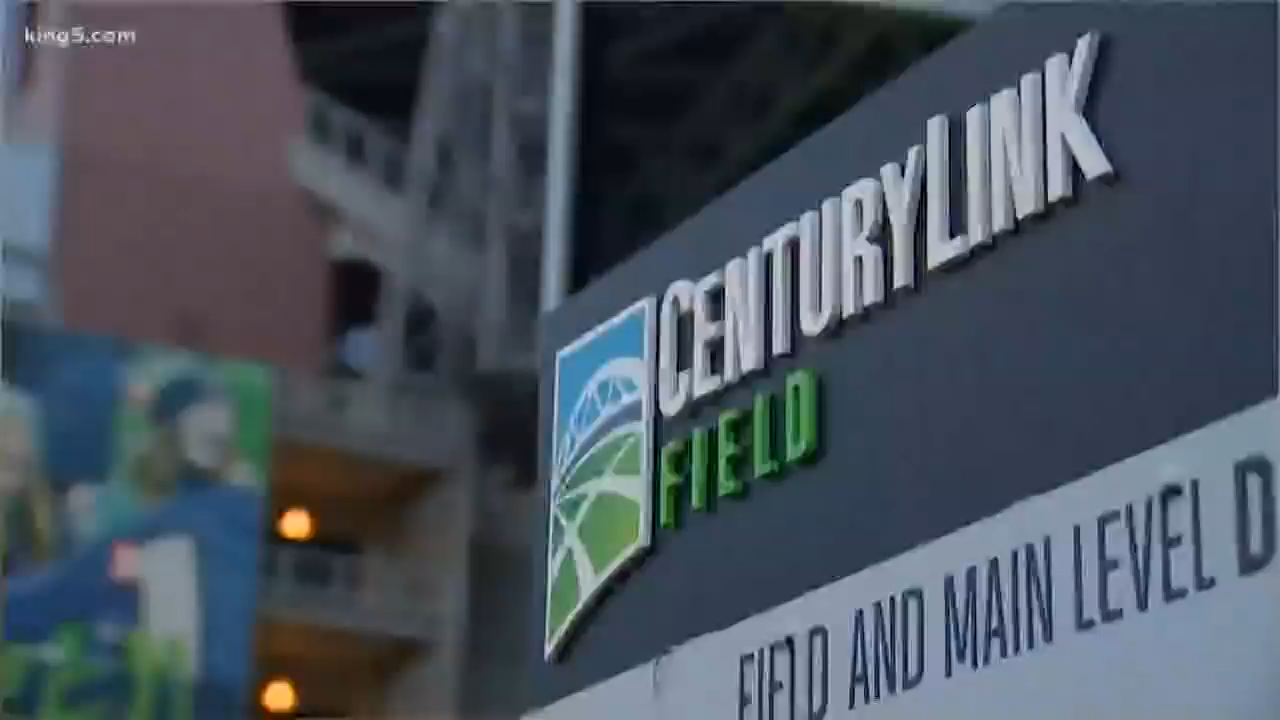 king5.com
CENTURYLINK
FIELD
FIELD AND MAIN LEVEL D